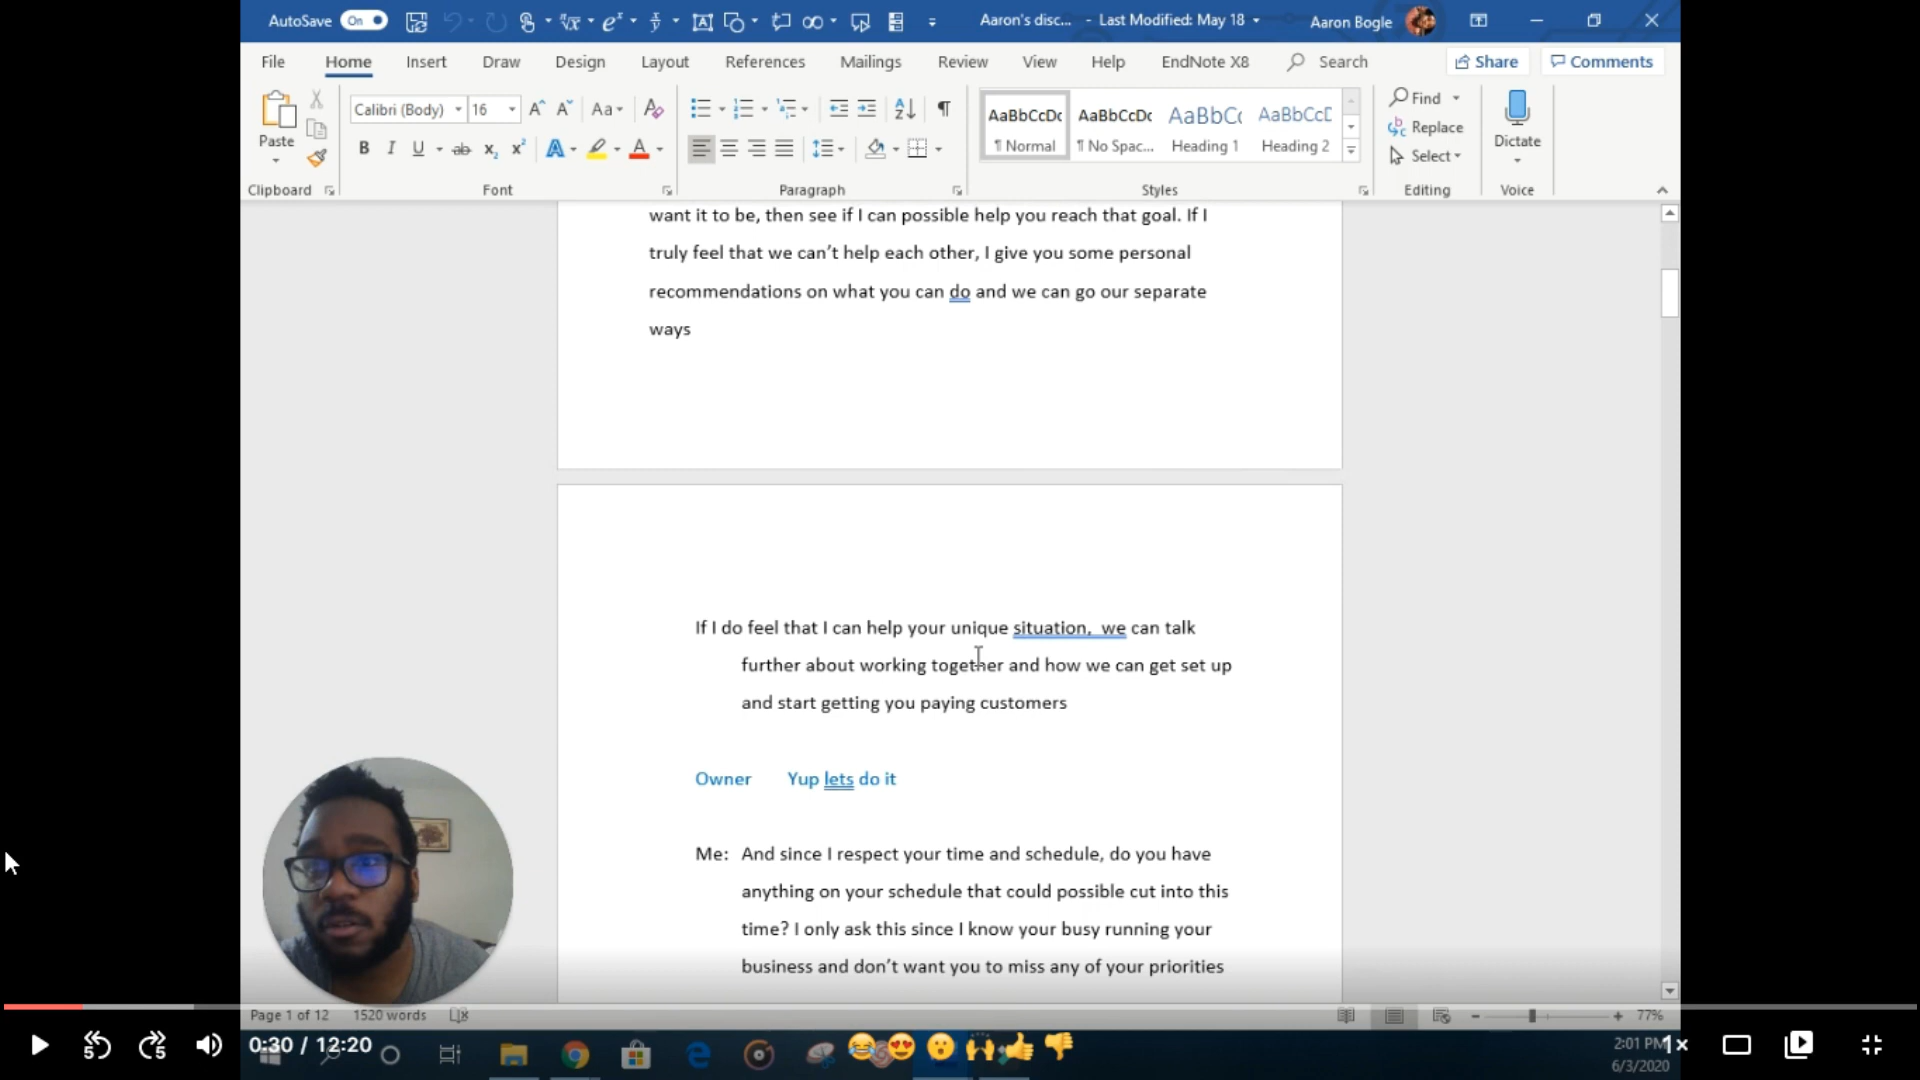 AutoSave On Aaron's disc... - Last Modified: May 18 Aaron Bogle
File Home Insert Draw Design Layout References Mailings Review View Help EndNote X8 Search Share Comments
Paste
Clipboard
Calibri (Body) 16 Aa
B I U ab x₂ x² A A
Font
Paragraph
AaBbCcDc AaBbCcDc AaBbCc AaBbCcD
¶ Normal ¶ No Spac... Heading 1 Heading 2
Styles
Find
Replace
Select
Editing
Dictate
Voice
want it to be, then see if I can possible help you reach that goal. If I
truly feel that we can't help each other, I give you some personal
recommendations on what you can do and we can go our separate
ways
If I do feel that I can help your unique situation,  we can talk
further about working together and how we can get set up
and start getting you paying customers
Owner Yup lets do it
Me: And since I respect your time and schedule, do you have
anything on your schedule that could possible cut into this
time? I only ask this since I know your busy running your
business and don't want you to miss any of your priorities
Page 1 of 12 1520 words 77%
5 5 0:30 / 12:20 2:01 PM 1×
6/3/2020